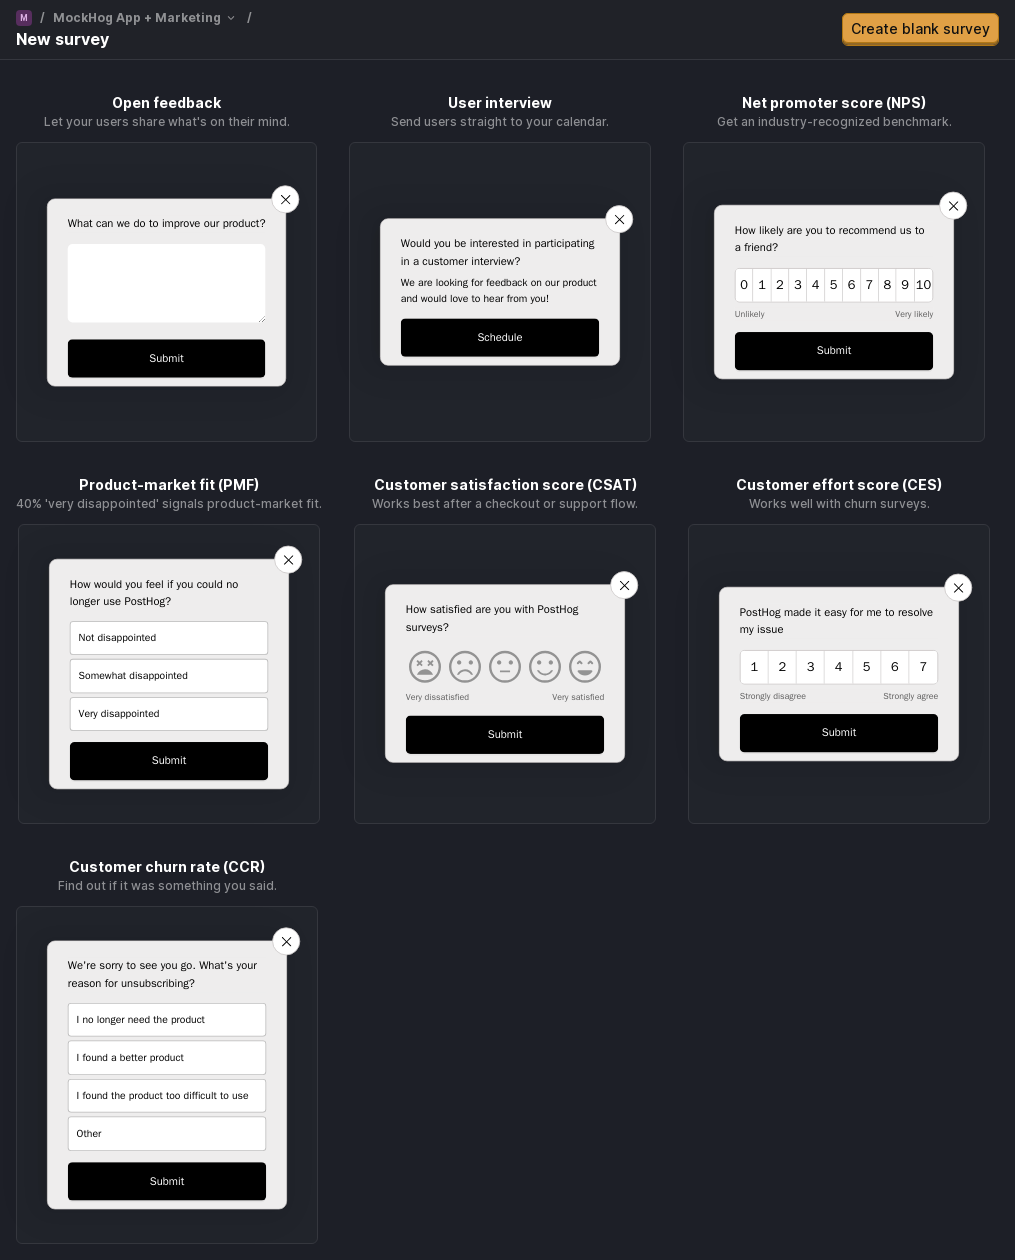 M / MockHog App + Marketing /
New survey
Create blank survey
Open feedback
Let your users share what's on their mind.
What can we do to improve our product?
Submit
User interview
Send users straight to your calendar.
Would you be interested in participating
in a customer interview?
We are looking for feedback on our product
and would love to hear from you!
Schedule
Net promoter score (NPS)
Get an industry-recognized benchmark.
How likely are you to recommend us to
a friend?
0 1 2 3 4 5 6 7 8 9 10
Unlikely Very likely
Submit
Product-market fit (PMF)
40% 'very disappointed' signals product-market fit.
How would you feel if you could no
longer use PostHog?
Not disappointed
Somewhat disappointed
Very disappointed
Submit
Customer satisfaction score (CSAT)
Works best after a checkout or support flow.
How satisfied are you with PostHog
surveys?
Very dissatisfied Very satisfied
Submit
Customer effort score (CES)
Works well with churn surveys.
PostHog made it easy for me to resolve
my issue
1 2 3 4 5 6 7
Strongly disagree Strongly agree
Submit
Customer churn rate (CCR)
Find out if it was something you said.
We're sorry to see you go. What's your
reason for unsubscribing?
I no longer need the product
I found a better product
I found the product too difficult to use
Other
Submit